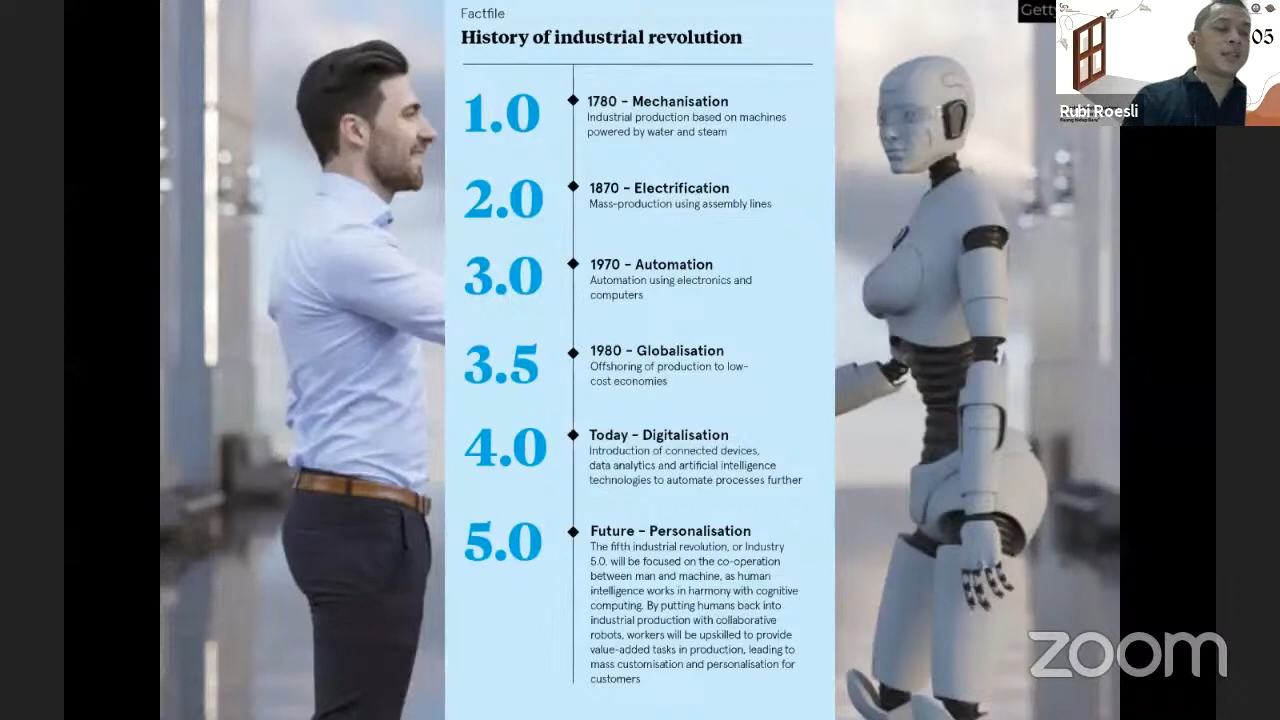 Factfile
History of industrial revolution
1.0
1780 – Mechanisation
Industrial production based on machines
powered by water and steam
2.0
1870 – Electrification
Mass-production using assembly lines
3.0
1970 – Automation
Automation using electronics and
computers
3.5
1980 – Globalisation
Offshoring of production to low-
cost economies
4.0
Today – Digitalisation
Introduction of connected devices,
data analytics and artificial intelligence
technologies to automate processes further
5.0
Future – Personalisation
The fifth industrial revolution, or Industry
5.0, will be focused on the co-operation
between man and machine, as human
intelligence works in harmony with cognitive
computing. By putting humans back into
industrial production with collaborative
robots, workers will be upskilled to provide
value-added tasks in production, leading to
mass customisation and personalisation for
customers
05
Rubi Roesli
zoom